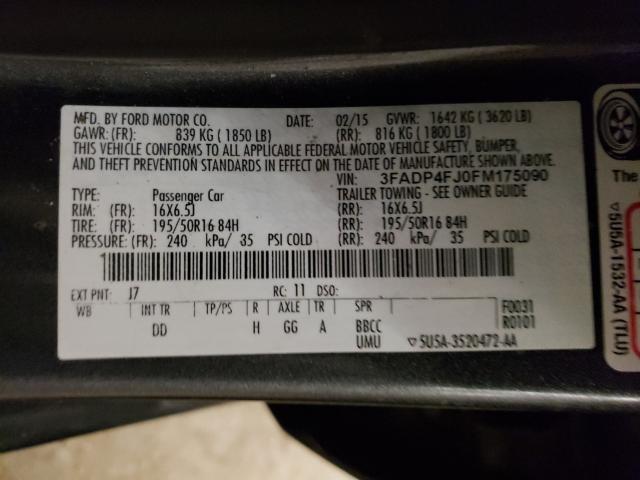 MFD. BY FORD MOTOR CO. DATE: 02/15 GVWR: 1642 KG ( 3620 LB)
GAWR: (FR): 839 KG ( 1850 LB) (RR): 816 KG ( 1800 LB)
THIS VEHICLE CONFORMS TO ALL APPLICABLE FEDERAL MOTOR VEHICLE SAFETY, BUMPER,
AND THEFT PREVENTION STANDARDS IN EFFECT ON THE DATE OF MANUFACTURE SHOWN ABOVE.
VIN: 3FADP4FJ0FM175090
TYPE: Passenger Car TRAILER TOWING - SEE OWNER GUIDE
RIM: (FR): 16X6.5J (RR): 16X6.5J
TIRE: (FR): 195/50R16 84H (RR): 195/50R16 84H
PRESSURE: (FR): 240 kPa/ 35 PSI COLD (RR): 240 kPa/ 35 PSI COLD
EXT PNT: J7 RC: 11 DSO:
WB INT TR TP/PS R AXLE TR SPR F0031
DD H GG A BBCC R0101
UMU ▽5U5A-3520472-AA
The
▽5U5A-1532-AA (TLU)